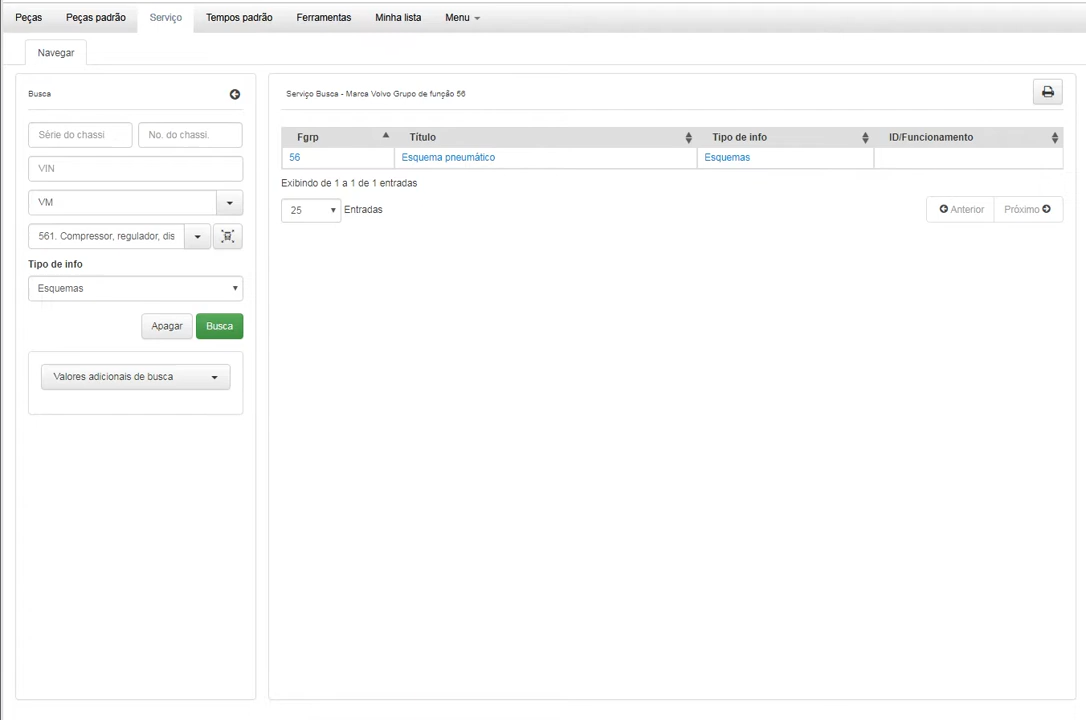 Peças Peças padrão Serviço Tempos padrão Ferramentas Minha lista Menu
Navegar
Busca
Série do chassi No. do chassi.
VIN
VM
561. Compressor, regulador, dis
Tipo de info
Esquemas
Apagar Busca
Valores adicionais de busca
Serviço Busca - Marca Volvo Grupo de função 56
Fgrp Título Tipo de info ID/Funcionamento
56 Esquema pneumático Esquemas
Exibindo de 1 a 1 de 1 entradas
25 Entradas
Anterior Próximo